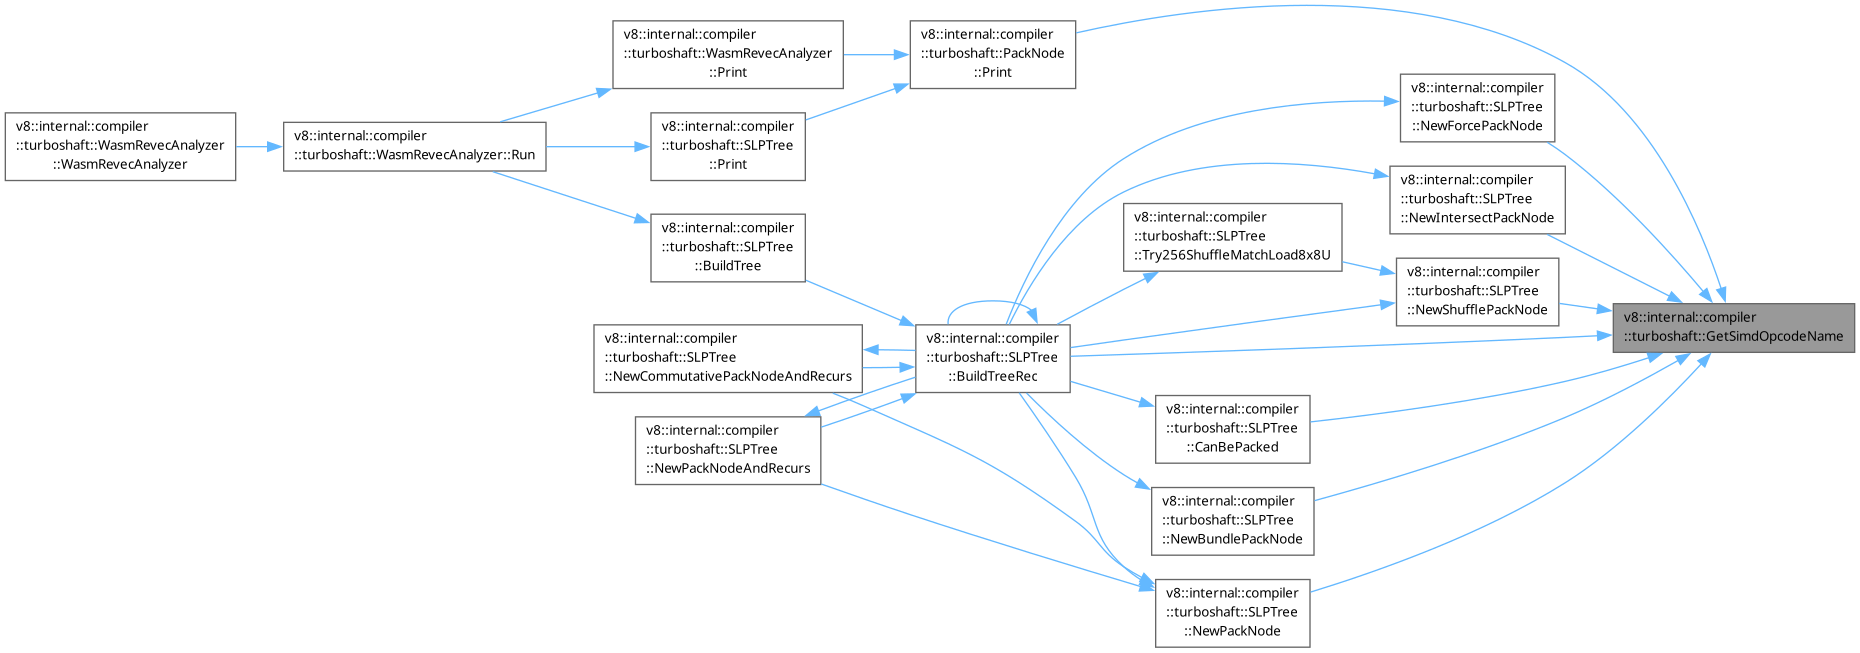 v8::internal::compiler
::turboshaft::WasmRevecAnalyzer
::WasmRevecAnalyzer
v8::internal::compiler
::turboshaft::WasmRevecAnalyzer::Run
v8::internal::compiler
::turboshaft::WasmRevecAnalyzer
::Print
v8::internal::compiler
::turboshaft::SLPTree
::Print
v8::internal::compiler
::turboshaft::SLPTree
::BuildTree
v8::internal::compiler
::turboshaft::SLPTree
::NewCommutativePackNodeAndRecurs
v8::internal::compiler
::turboshaft::SLPTree
::NewPackNodeAndRecurs
v8::internal::compiler
::turboshaft::PackNode
::Print
v8::internal::compiler
::turboshaft::SLPTree
::BuildTreeRec
v8::internal::compiler
::turboshaft::SLPTree
::Try256ShuffleMatchLoad8x8U
v8::internal::compiler
::turboshaft::SLPTree
::CanBePacked
v8::internal::compiler
::turboshaft::SLPTree
::NewBundlePackNode
v8::internal::compiler
::turboshaft::SLPTree
::NewPackNode
v8::internal::compiler
::turboshaft::SLPTree
::NewForcePackNode
v8::internal::compiler
::turboshaft::SLPTree
::NewIntersectPackNode
v8::internal::compiler
::turboshaft::SLPTree
::NewShufflePackNode
v8::internal::compiler
::turboshaft::GetSimdOpcodeName